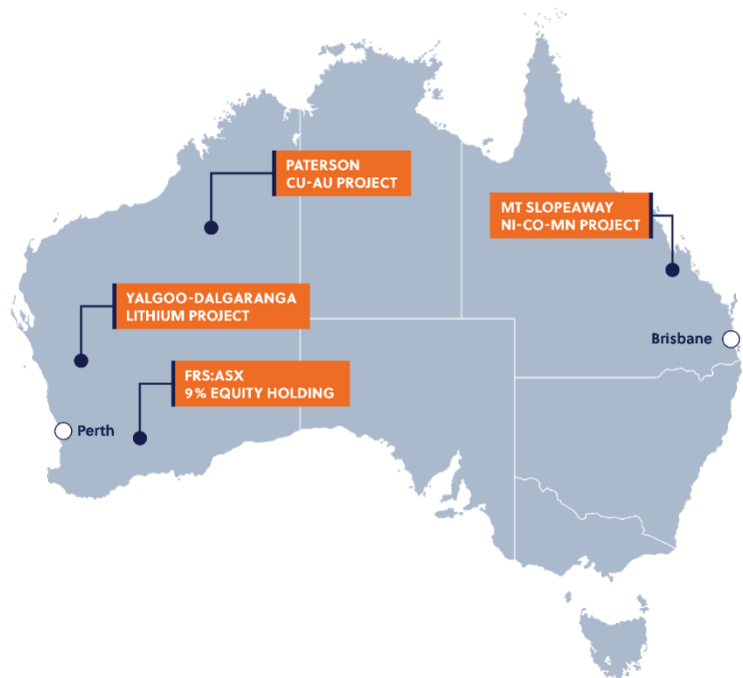 PATERSON
CU-AU PROJECT
MT SLOPEAWAY
NI-CO-MN PROJECT
YALGOO-DALGARANGA
LITHIUM PROJECT
Brisbane
FRS:ASX
9% EQUITY HOLDING
Perth